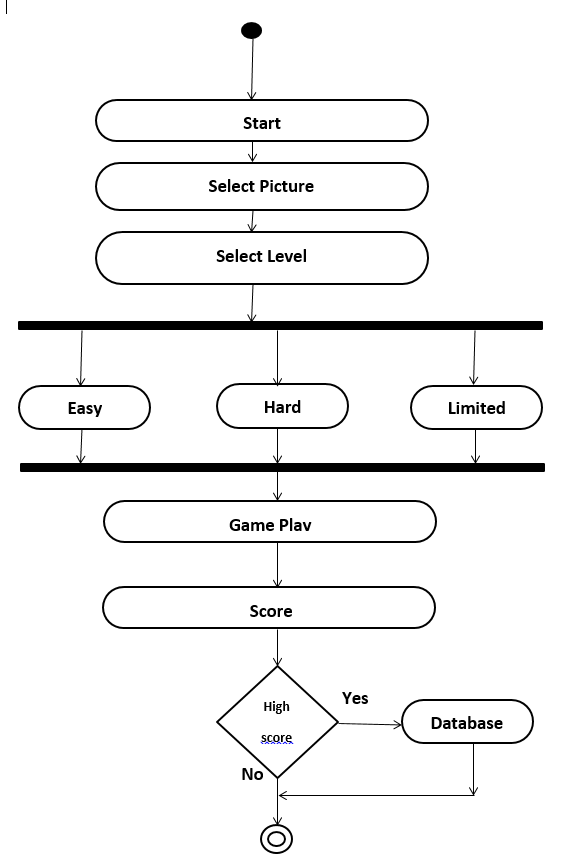 Start
Select Picture
Select Level
Easy
Hard
Limited
Game Plav
Score
High
score
Yes
Database
No